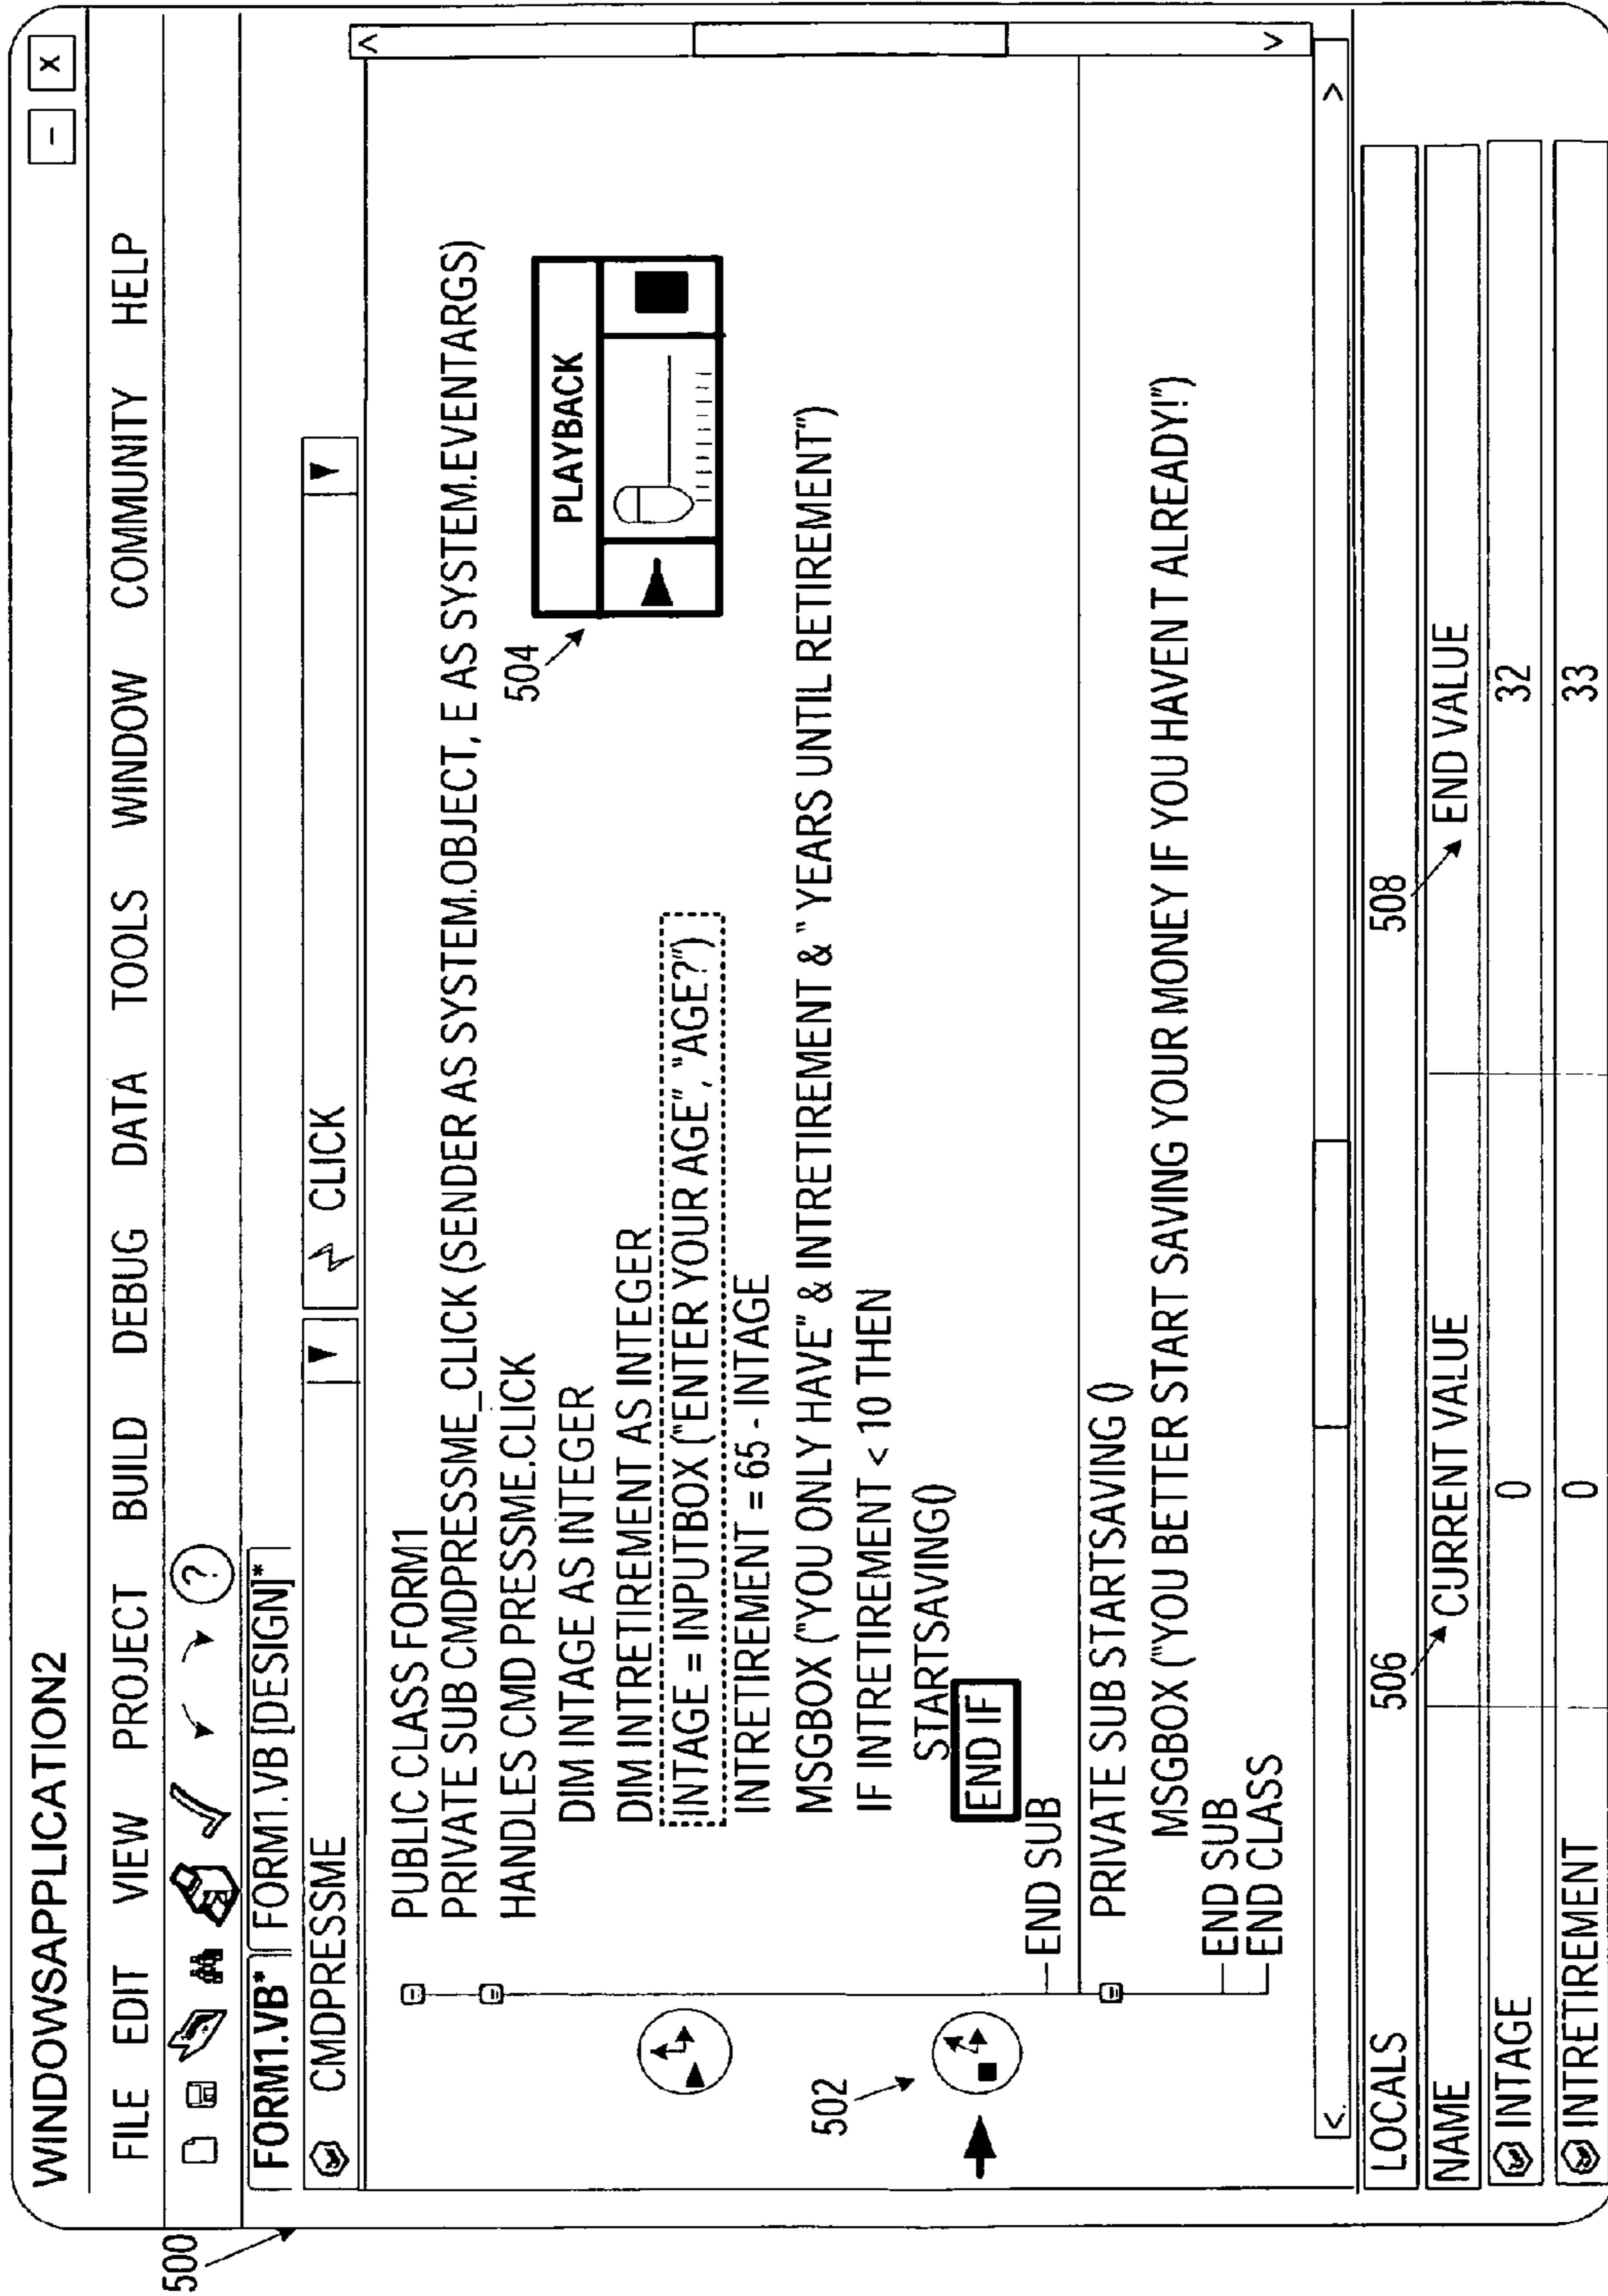 WINDOWSAPPLICATION2
- X
FILE EDIT VIEW PROJECT BUILD DEBUG DATA TOOLS WINDOW COMMUNITY HELP
?
500
FORM1.VB* FORM1.VB [DESIGN]*
CMDPRESSME CLICK
PUBLIC CLASS FORM1
PRIVATE SUB CMDPRESSME_CLICK (SENDER AS SYSTEM.OBJECT, E AS SYSTEM.EVENTARGS)
HANDLES CMD PRESSME.CLICK
504
PLAYBACK
DIM INTAGE AS INTEGER
DIM INTRETIREMENT AS INTEGER
INTAGE = INPUTBOX ("ENTER YOUR AGE", "AGE?")
INTRETIREMENT = 65 - INTAGE
MSGBOX ("YOU ONLY HAVE" & INTRETIREMENT & " YEARS UNTIL RETIREMENT")
IF INTRETIREMENT < 10 THEN
STARTSAVING()
502
END IF
END SUB
PRIVATE SUB STARTSAVING ()
MSGBOX ("YOU BETTER START SAVING YOUR MONEY IF YOU HAVEN T ALREADY!")
END SUB
END CLASS
LOCALS 506 508
NAME CURRENT VALUE END VALUE
INTAGE 0 32
INTRETIREMENT 0 33